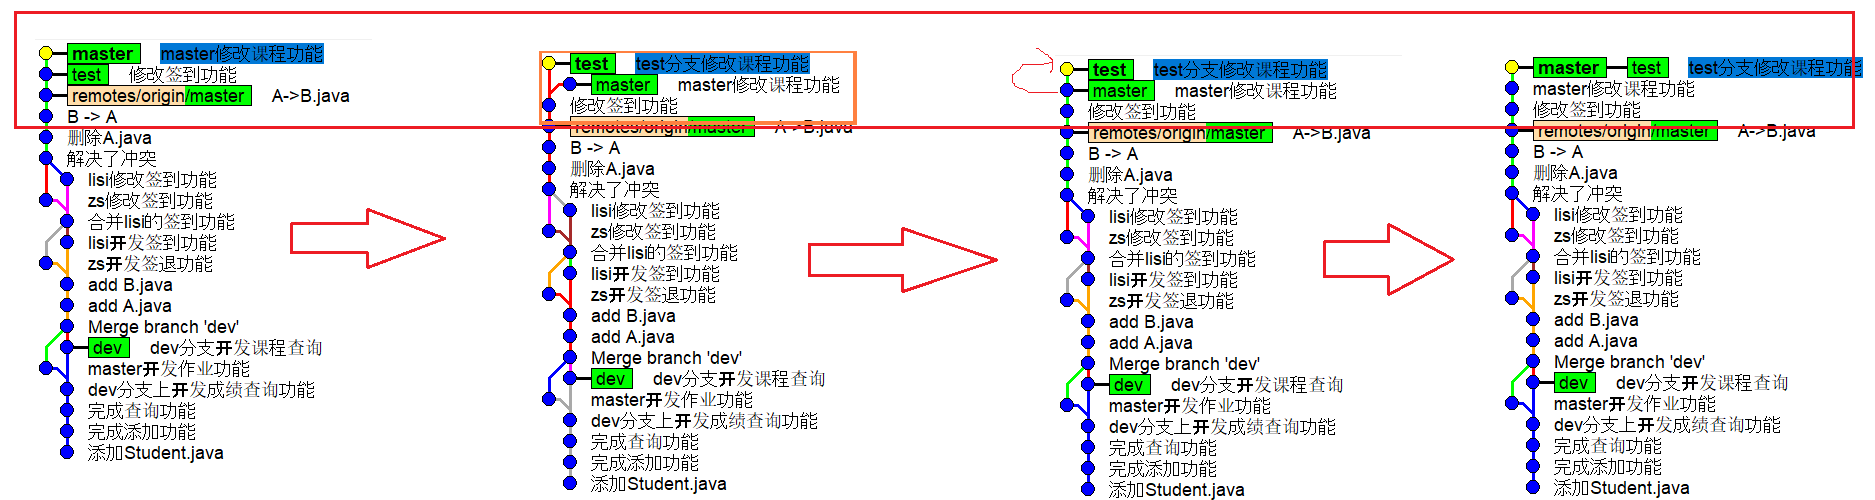 master master修改课程功能
test 修改签到功能
remotes/origin/master A->B.java
B -> A
删除A.java
解决了冲突
lisi修改签到功能
zs修改签到功能
合并lisi的签到功能
lisi开发签到功能
zs开发签退功能
add B.java
add A.java
Merge branch 'dev'
dev dev分支开发课程查询
master开发作业功能
dev分支上开发成绩查询功能
完成查询功能
完成添加功能
添加Student.java
test test分支修改课程功能
master master修改课程功能
修改签到功能
remotes/origin/master A->B.java
B -> A
删除A.java
解决了冲突
lisi修改签到功能
zs修改签到功能
合并lisi的签到功能
lisi开发签到功能
zs开发签退功能
add B.java
add A.java
Merge branch 'dev'
dev dev分支开发课程查询
master开发作业功能
dev分支上开发成绩查询功能
完成查询功能
完成添加功能
添加Student.java
test test分支修改课程功能
master master修改课程功能
修改签到功能
remotes/origin/master A->B.java
B -> A
删除A.java
解决了冲突
lisi修改签到功能
zs修改签到功能
合并lisi的签到功能
lisi开发签到功能
zs开发签退功能
add B.java
add A.java
Merge branch 'dev'
dev dev分支开发课程查询
master开发作业功能
dev分支上开发成绩查询功能
完成查询功能
完成添加功能
添加Student.java
master test test分支修改课程功能
master修改课程功能
修改签到功能
remotes/origin/master A->B.java
B -> A
删除A.java
解决了冲突
lisi修改签到功能
zs修改签到功能
合并lisi的签到功能
lisi开发签到功能
zs开发签退功能
add B.java
add A.java
Merge branch 'dev'
dev dev分支开发课程查询
master开发作业功能
dev分支上开发成绩查询功能
完成查询功能
完成添加功能
添加Student.java